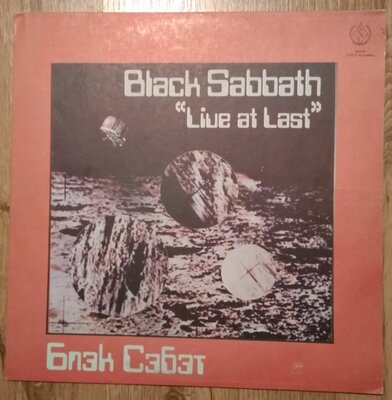 Black Sabbath
“Live at Last”
Блэк Сэбэт